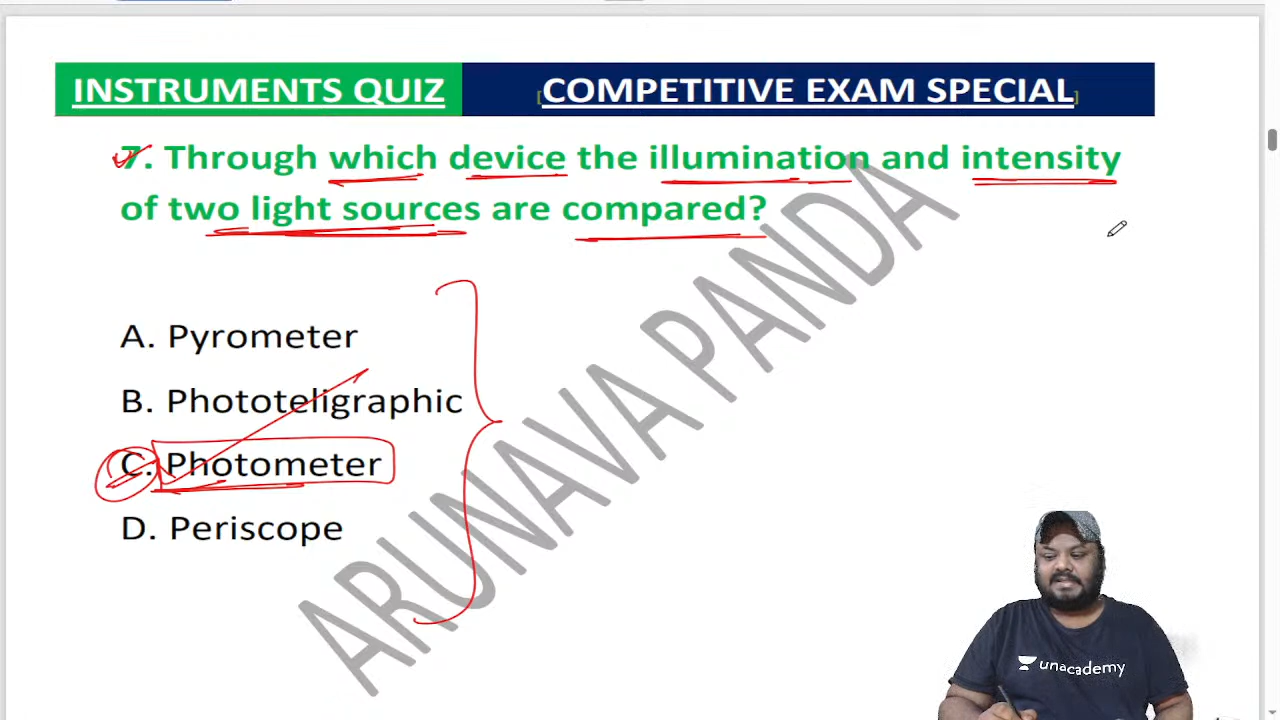 INSTRUMENTS QUIZ
[COMPETITIVE EXAM SPECIAL]
7. Through which device the illumination and intensity
of two light sources are compared?
A. Pyrometer
B. Phototeligraphic
C. Photometer
D. Periscope
ARUNAVA PANDA
unacademy